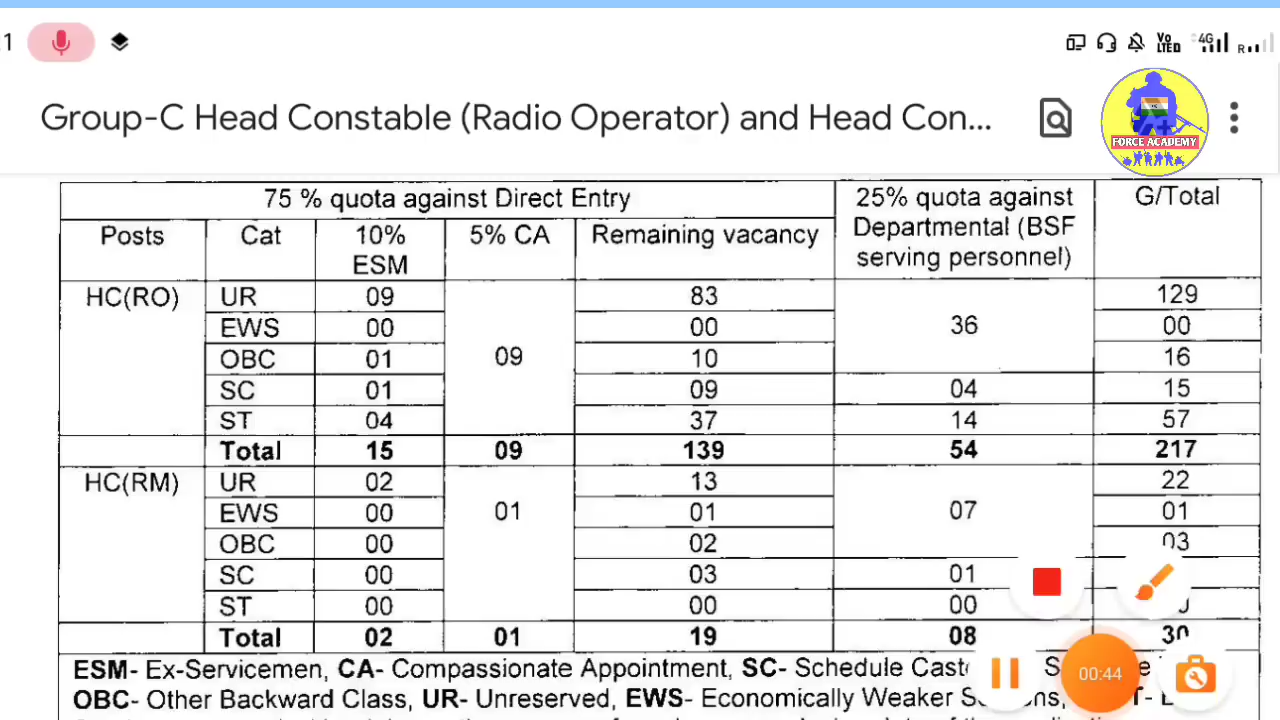 1
Vo
LTED
4G
R
Group-C Head Constable (Radio Operator) and Head Con...
FORCE ACADEMY
75 % quota against Direct Entry 25% quota against Departmental (BSF serving personnel) G/Total
Posts Cat 10% ESM 5% CA Remaining vacancy
HC(RO) UR 09 09 83 36 129
EWS 00 00 00
OBC 01 10 16
SC 01 09 04 15
ST 04 37 14 57
Total 15 09 139 54 217
HC(RM) UR 02 01 13 07 22
EWS 00 01 01
OBC 00 02 03
SC 00 03 01
ST 00 00 00
Total 02 01 19 08 30
ESM- Ex-Servicemen, CA- Compassionate Appointment, SC- Schedule Caste
OBC- Other Backward Class, UR- Unreserved, EWS- Economically Weaker
00:44